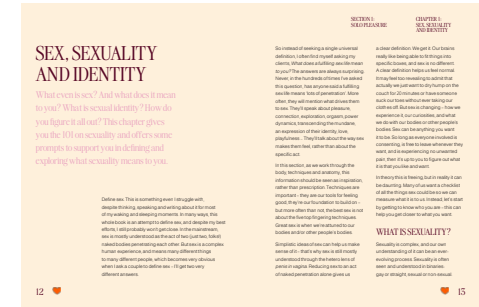 SEX, SEXUALITY
AND IDENTITY
What even is sex? And what does it mean
to you? What is sexual identity? How do
you figure it all out? This chapter gives
you the 101 on sexuality and offers some
prompts to support you in defining and
exploring what sexuality means to you.
Define sex. This is something even I struggle with,
despite thinking, speaking and writing about it for most
of my waking and sleeping moments. In many ways, this
whole book is an attempt to define sex, and despite my best
efforts, I still probably won't get close. In the mainstream,
sex is mostly understood as the act of two (just two, folks!)
naked bodies penetrating each other. But sex is a complex
human experience, and means many different things
to many different people, which becomes very obvious
when I ask a couple to define sex – I'll get two very
different answers
12
SECTION 1:
SOLO PLEASURE
CHAPTER 1:
SEX, SEXUALITY
AND IDENTITY
So instead of seeking a single universal
definition, I often find myself asking my
clients: What does a fulfilling sex life mean
to you? The answers are always surprising.
Never, in the hundreds of times I've asked
this question, has anyone said a fulfilling
sex life means 'lots of penetration'. More
often, they will mention what drives them
to sex. They'll speak about pleasure,
connection, exploration, orgasm, power
dynamics, transcending the mundane,
an expression of their identity, love,
playfulness... They'll talk about the way sex
makes them feel, rather than about the
specific act
In this section, as we work through the
body, techniques and anatomy, this
information should be seen as inspiration,
rather than prescription. Techniques are
important – they are our tools for feeling
good, they're our foundation to build on –
but more often than not, the best sex is not
about the five top fingering techniques.
Great sex is when we're attuned to our
bodies and/or other people's bodies
Simplistic ideas of sex can help us make
sense of it – that's why sex is still mostly
understood through the hetero lens of
penis in vagina. Reducing sex to an act
of naked penetration alone gives us
a clear definition. We get it. Our brains
really like being able to fit things into
specific boxes, and sex is no different.
A clear definition helps us feel normal.
It may feel too revealing to admit that
actually we just want to dry hump on the
couch for 20 minutes or have someone
suck our toes without ever taking our
clothes off. But sex is changing – how we
experience it, our curiosities, and what
we do with our bodies or other people's
bodies. Sex can be anything you want
it to be. So long as everyone involved is
consenting, is free to leave whenever they
want, and is experiencing no unwanted
pain, then it's up to you to figure out what
it is that you like and want
In theory this is freeing, but in reality it can
be daunting. Many of us want a checklist
of all the things sex could be so we can
measure what it is to us. Instead, let's start
by getting to know who you are – this can
help you get closer to what you want
WHAT IS SEXUALITY?
Sexuality is complex, and our own
understanding of it can be an ever-
evolving process. Sexuality is often
seen and understood in binaries:
gay or straight, sexual or non-sexual
13